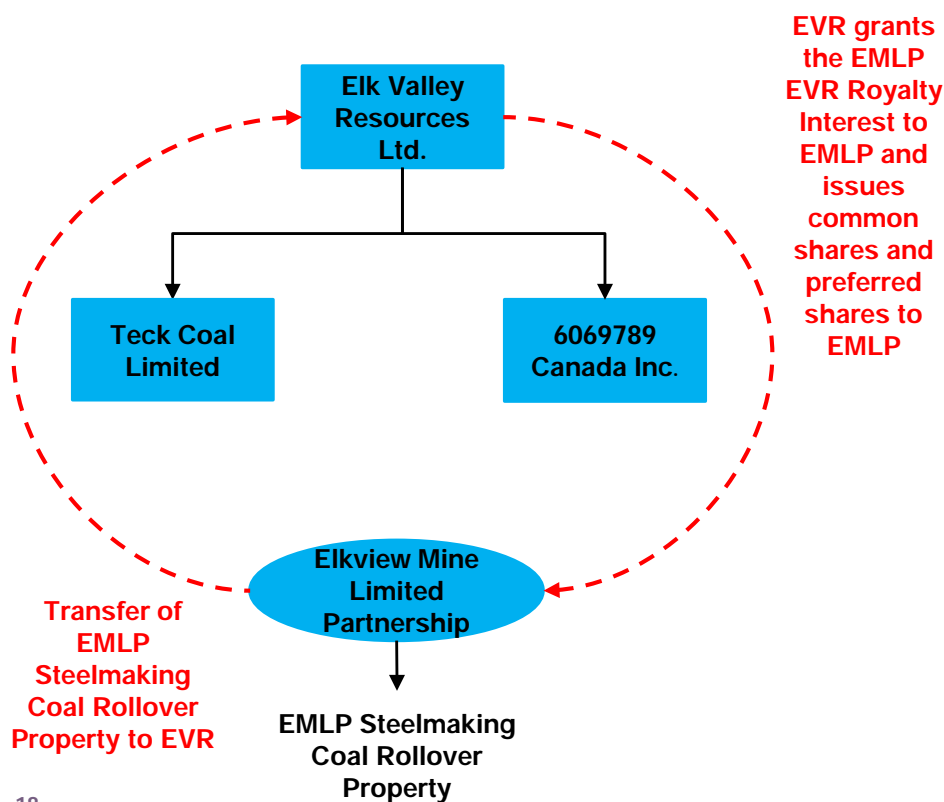 EVR grants
the EMLP
EVR Royalty
Interest to
EMLP and
issues
common
shares and
preferred
shares to
EMLP
Elk Valley
Resources
Ltd.
Teck Coal
Limited
6069789
Canada Inc.
Elkview Mine
Limited
Partnership
Transfer of
EMLP
Steelmaking
Coal Rollover
Property to EVR
EMLP Steelmaking
Coal Rollover
Property